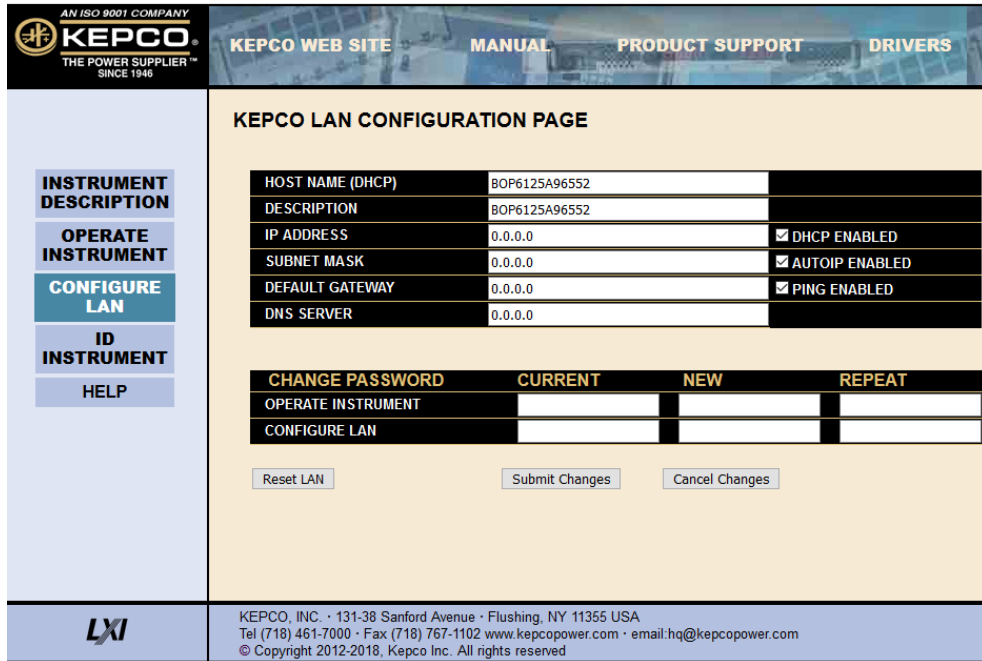 AN ISO 9001 COMPANY
KEPCO®
THE POWER SUPPLIER™
SINCE 1946
KEPCO WEB SITE MANUAL PRODUCT SUPPORT DRIVERS
INSTRUMENT
DESCRIPTION
OPERATE
INSTRUMENT
CONFIGURE
LAN
ID
INSTRUMENT
HELP
KEPCO LAN CONFIGURATION PAGE
HOST NAME (DHCP) BOP6125A96552
DESCRIPTION BOP6125A96552
IP ADDRESS 0.0.0.0 DHCP ENABLED
SUBNET MASK 0.0.0.0 AUTOIP ENABLED
DEFAULT GATEWAY 0.0.0.0 PING ENABLED
DNS SERVER 0.0.0.0
CHANGE PASSWORD CURRENT NEW REPEAT
OPERATE INSTRUMENT
CONFIGURE LAN
Reset LAN Submit Changes Cancel Changes
LXI
KEPCO, INC. · 131-38 Sanford Avenue · Flushing, NY 11355 USA
Tel (718) 461-7000 · Fax (718) 767-1102 www.kepcopower.com · email:hq@kepcopower.com
© Copyright 2012-2018, Kepco Inc. All rights reserved